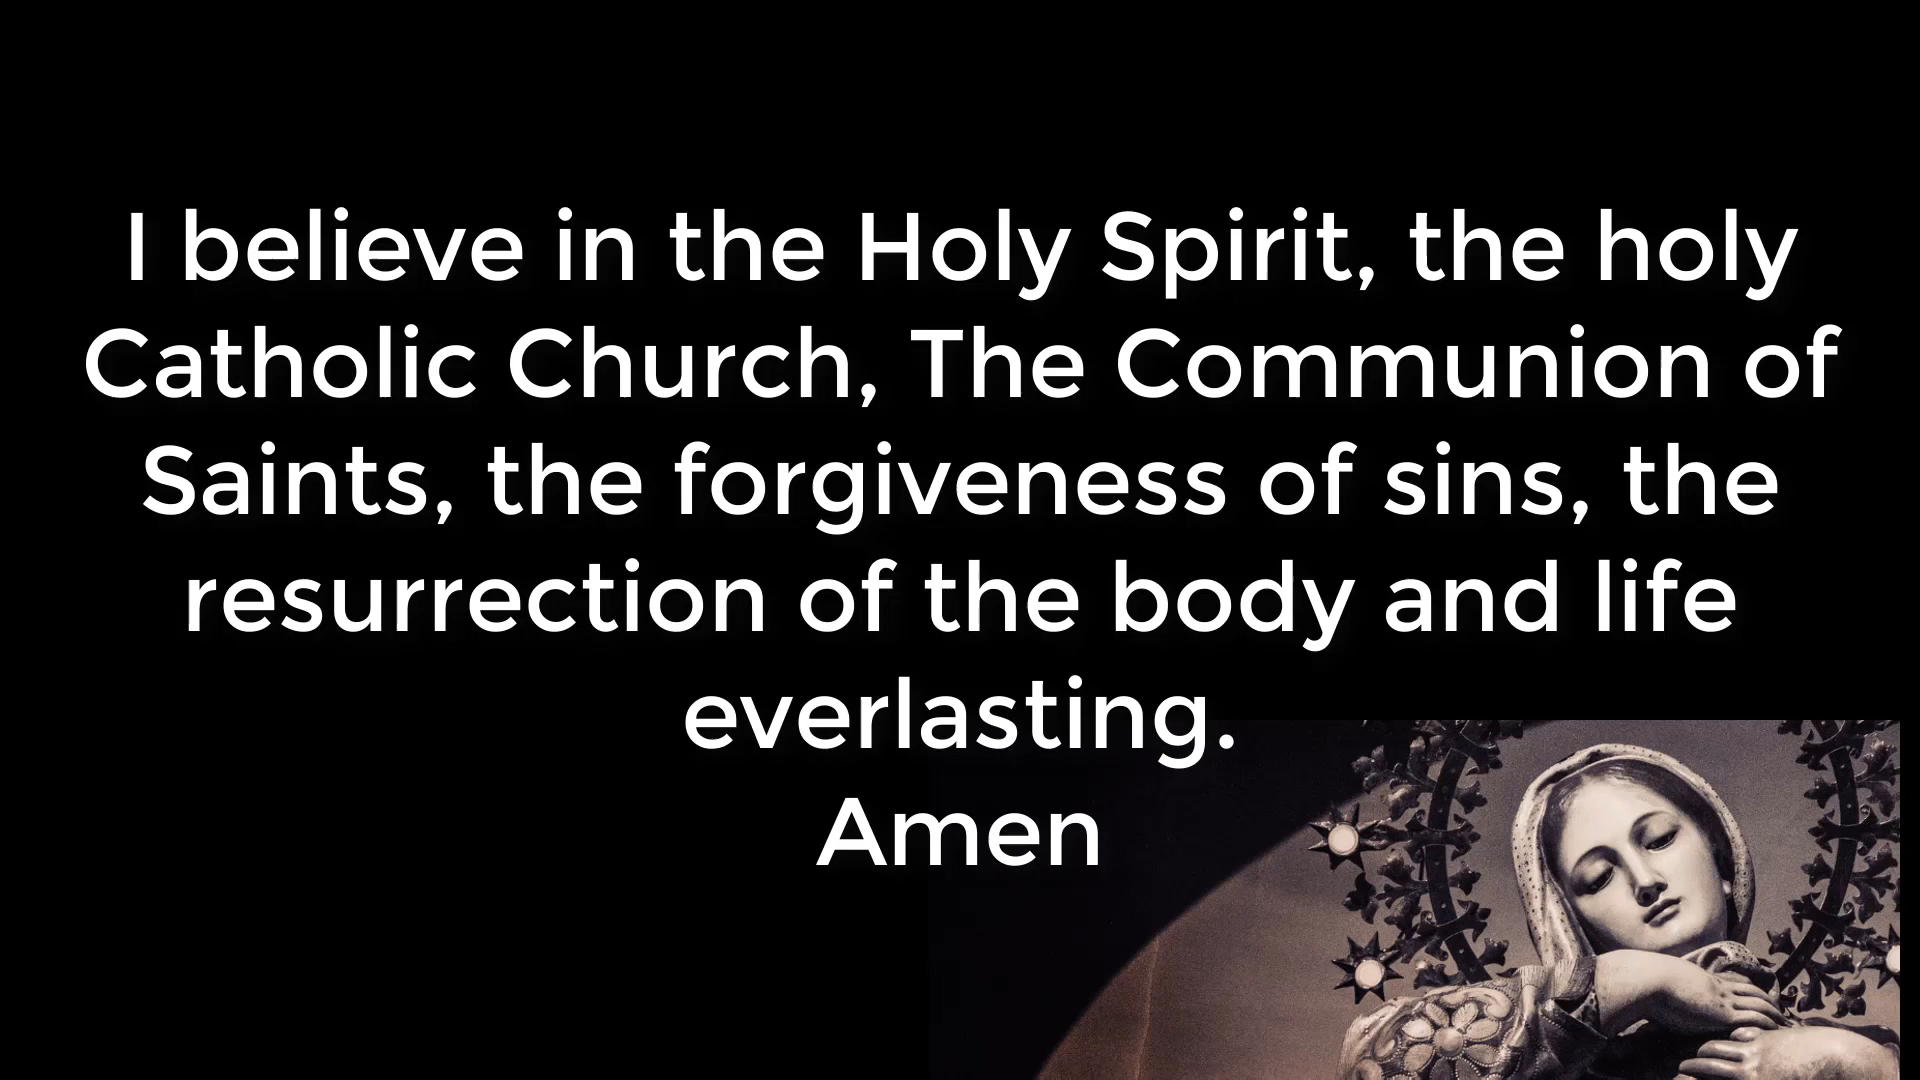 I believe in the Holy Spirit, the holy
Catholic Church, The Communion of
Saints, the forgiveness of sins, the
resurrection of the body and life
everlasting.
Amen